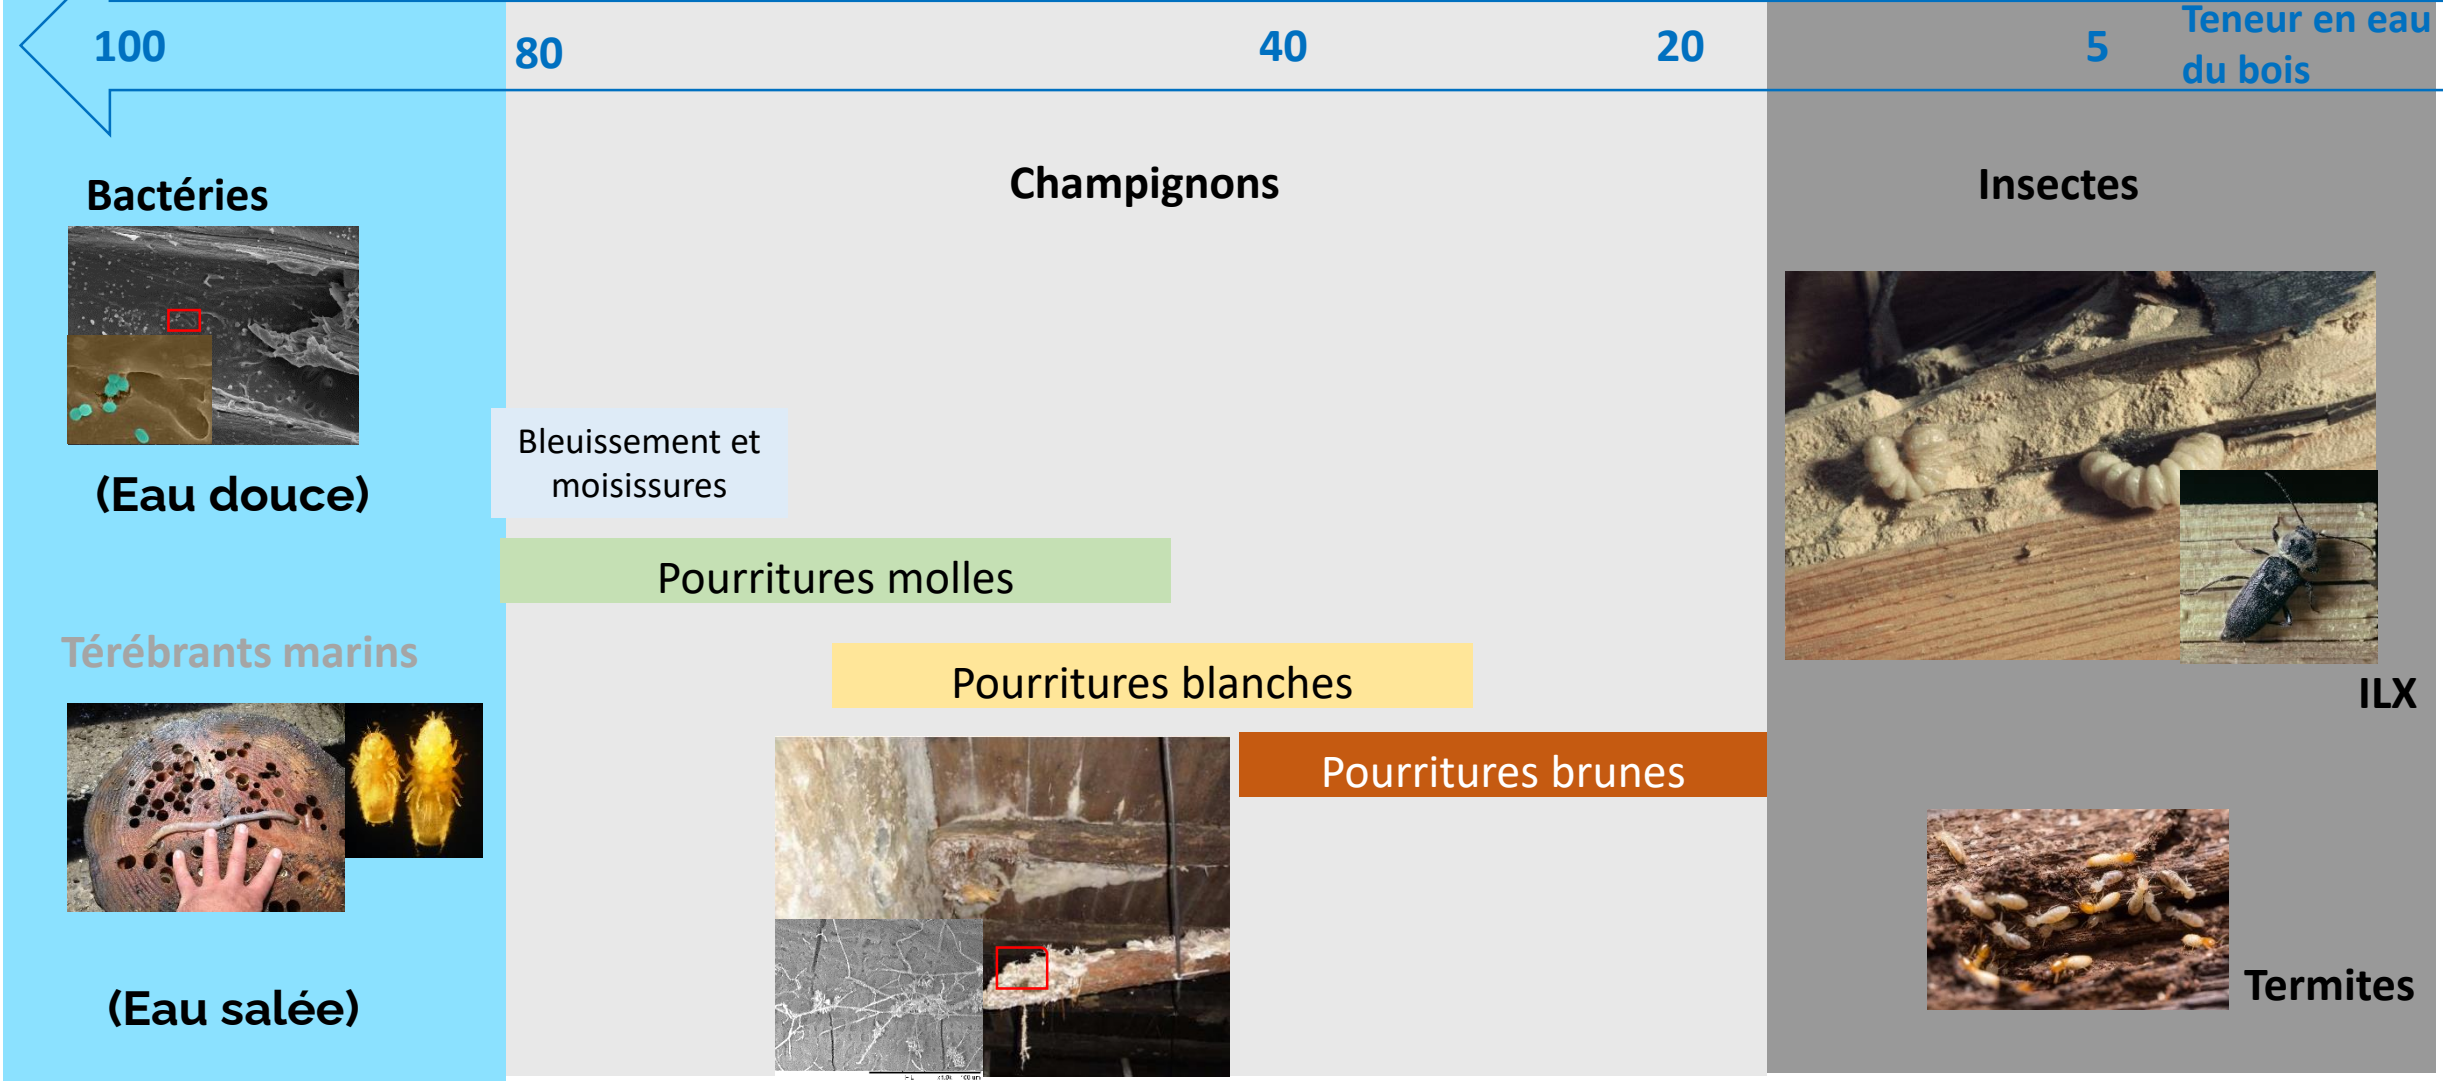 100
80
40
20
5
Teneur en eau
du bois
Bactéries
(Eau douce)
Térébrants marins
(Eau salée)
Champignons
Bleuissement et
moisissures
Pourritures molles
Pourritures blanches
Pourritures brunes
Insectes
ILX
Termites